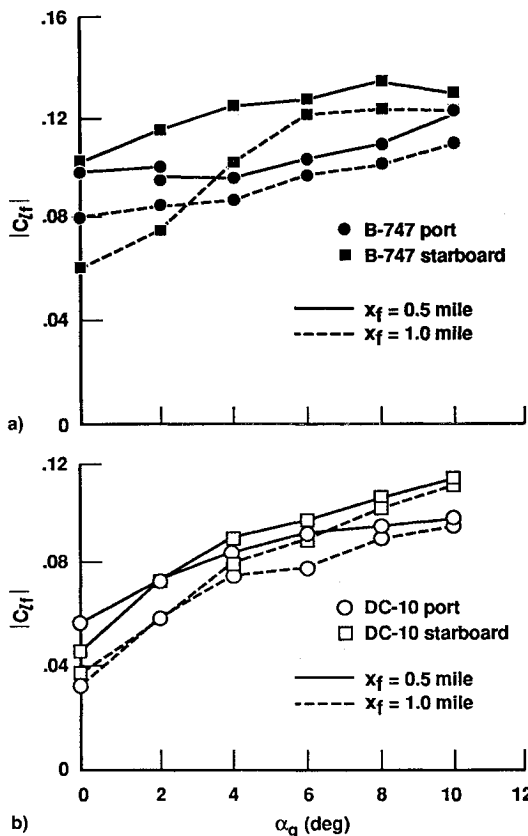 a)
.16
.12
.08
.04
0
|Clf|
B-747 port
B-747 starboard
xf = 0.5 mile
xf = 1.0 mile
b)
.12
.08
.04
0
|Clf|
DC-10 port
DC-10 starboard
xf = 0.5 mile
xf = 1.0 mile
0 2 4 6 8 10 12
αg (deg)